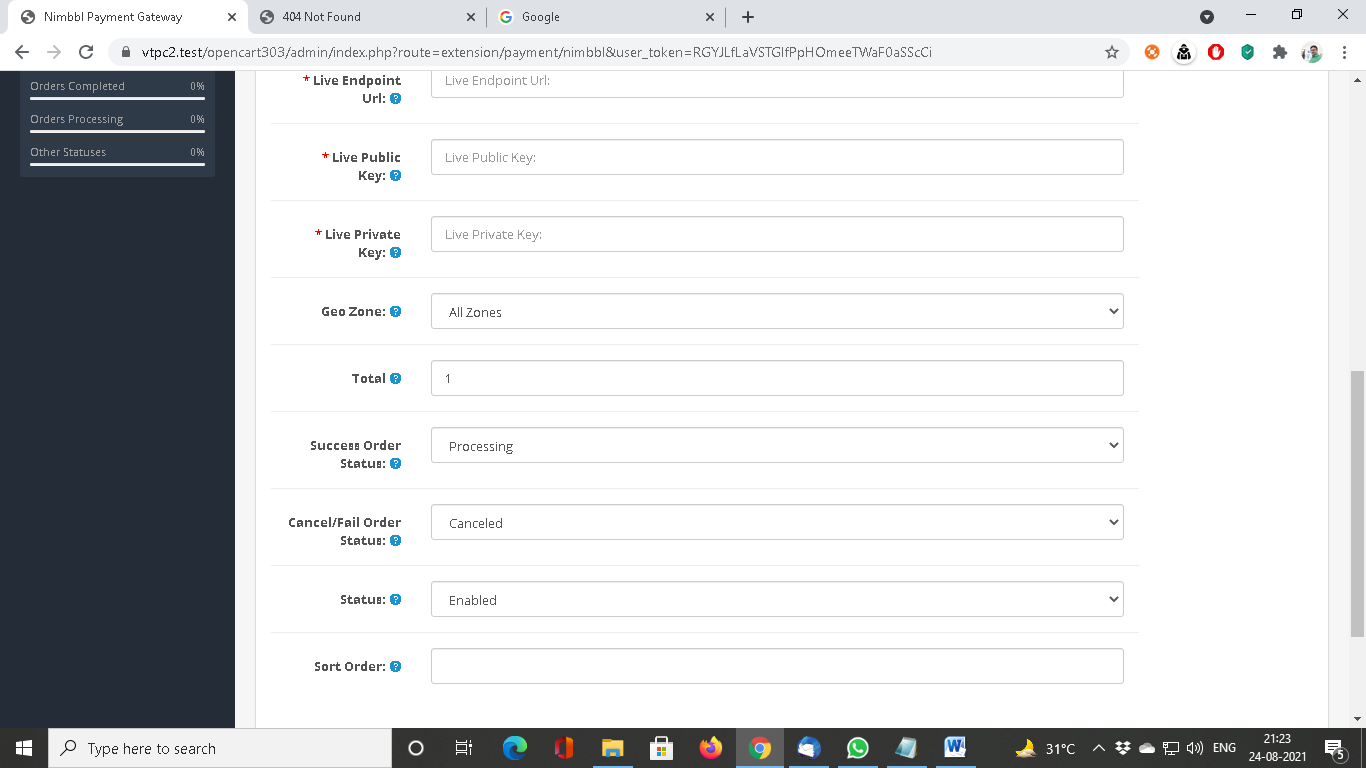 Nimbbl Payment Gateway
404 Not Found
Google
vtpc2.test/opencart303/admin/index.php?route=extension/payment/nimbbl&user_token=RGYJLfLaVSTGlfPpHOmeeTWaF0aSScCi
Orders Completed 0%
Orders Processing 0%
Other Statuses 0%
* Live Endpoint
Url: ?
Live Endpoint Url:
* Live Public
Key: ?
Live Public Key:
* Live Private
Key: ?
Live Private Key:
Geo Zone: ?
All Zones
Total ?
1
Success Order
Status: ?
Processing
Cancel/Fail Order
Status: ?
Canceled
Status: ?
Enabled
Sort Order: ?
Type here to search
31°C
ENG
21:23
24-08-2021
5